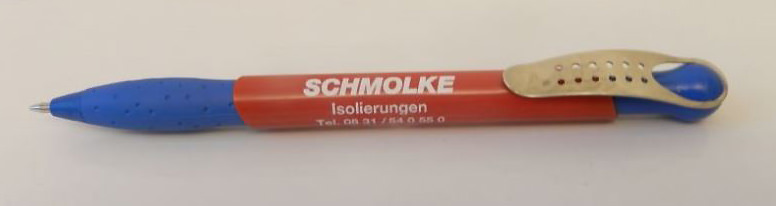 SCHMOLKE
Isolierungen
Tel. 08 31 / 54 0 55 0